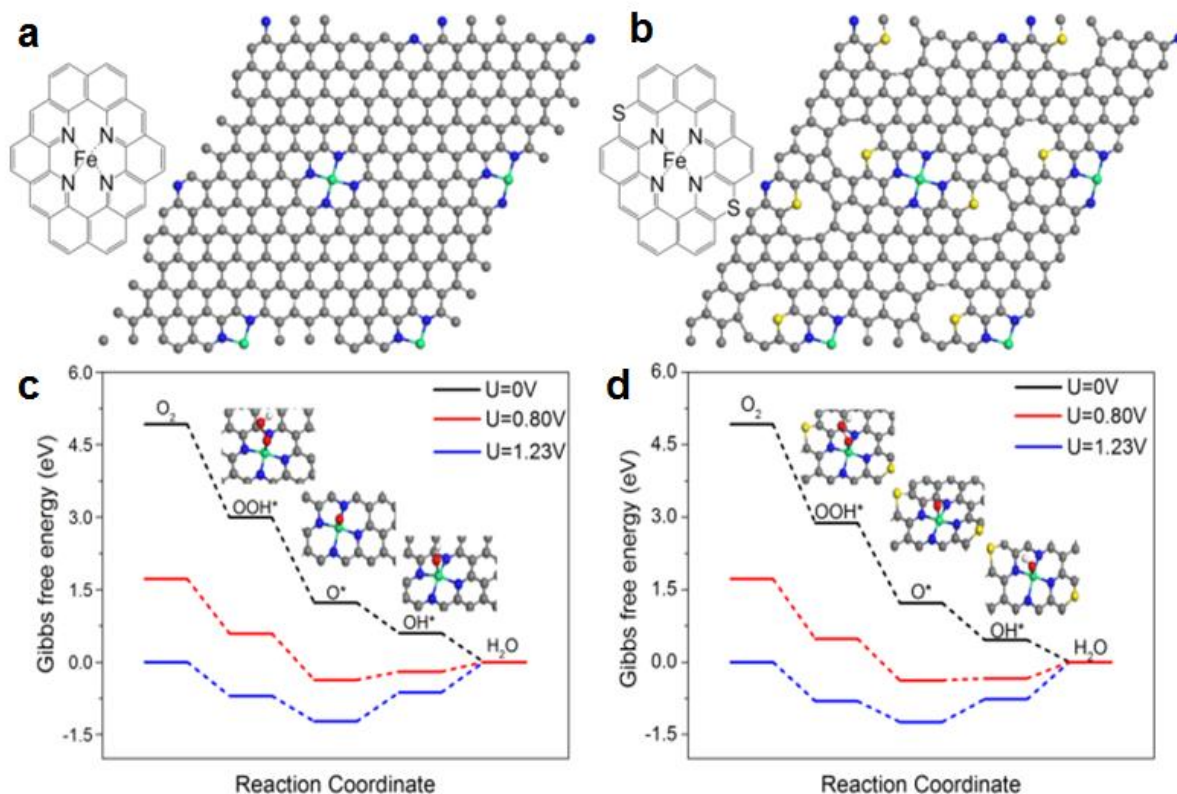 a
N N
Fe
N N
b
S
N N
Fe
N N
S
c
6.0
4.5
3.0
1.5
0.0
-1.5
Gibbs free energy (eV)
O₂
OOH*
O*
OH*
H₂O
U=0V
U=0.80V
U=1.23V
Reaction Coordinate
d
6.0
4.5
3.0
1.5
0.0
-1.5
Gibbs free energy (eV)
O₂
OOH*
O*
OH*
H₂O
U=0V
U=0.80V
U=1.23V
Reaction Coordinate